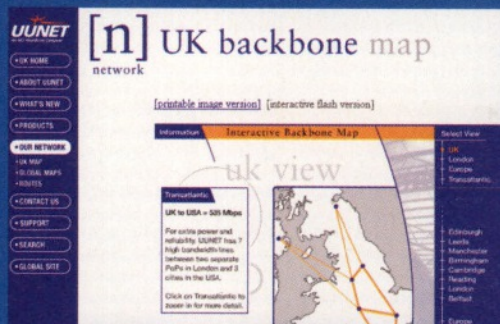 UUNET
[n] UK backbone map
network
• UK HOME
• ABOUT UUNET
• WHAT'S NEW
• PRODUCTS
• OUR NETWORK
• UK MAP
• GLOBAL MAPS
• ROUTES
• CONTACT US
• SUPPORT
• SEARCH
• GLOBAL SITE
[printable image version] [interactive flash version]
Information
Interactive Backbone Map
Select View
uk view
UK
London
Europe
Transatlantic
Transatlantic
UK to USA =
Mbps
For extra power and
reliability, UUNET has 7
high bandwidth lines
between two separate
PoPs in London and 3
cities in the USA.
Click on Transatlantic to
zoom in for more detail.
Edinburgh
Leeds
Manchester
Birmingham
Cambridge
Reading
London
Belfast
Europe